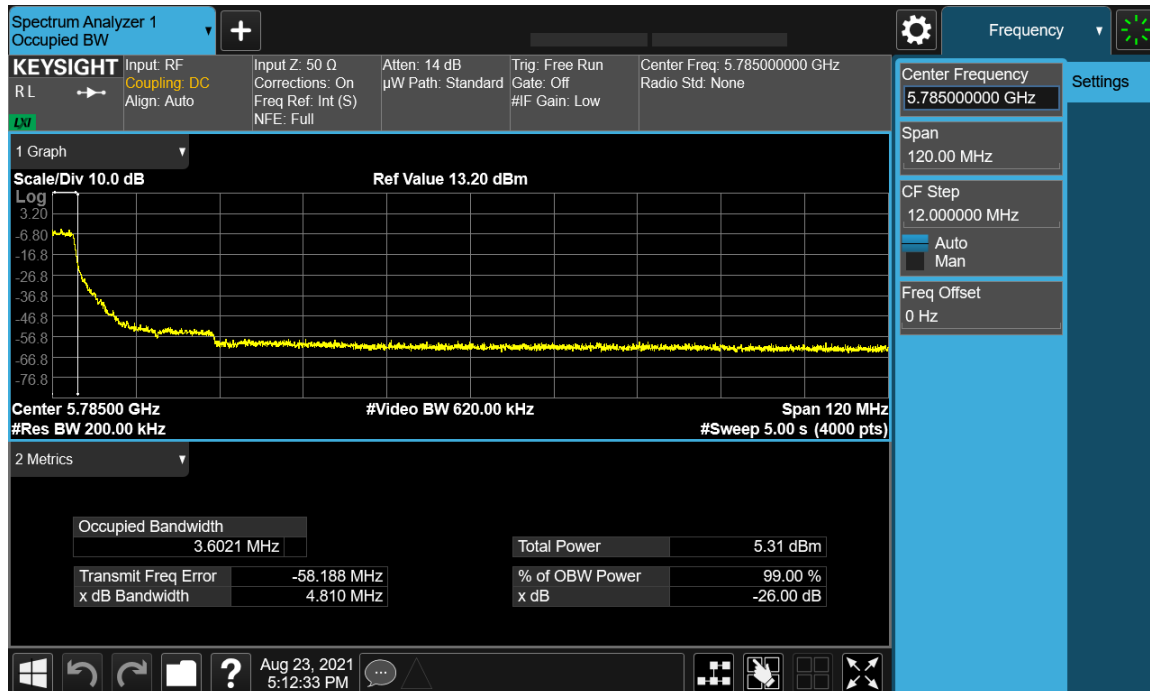 Spectrum Analyzer 1
Occupied BW
Frequency
KEYSIGHT
R L
LXI
Input: RF
Coupling: DC
Align: Auto
Input Z: 50 Ω
Corrections: On
Freq Ref: Int (S)
NFE: Full
Atten: 14 dB
µW Path: Standard
Trig: Free Run
Gate: Off
#IF Gain: Low
Center Freq: 5.785000000 GHz
Radio Std: None
Center Frequency
5.785000000 GHz
Settings
Span
120.00 MHz
CF Step
12.000000 MHz
Auto
Man
Freq Offset
0 Hz
1 Graph
Scale/Div 10.0 dB
Ref Value 13.20 dBm
Log
3.20
-6.80
-16.8
-26.8
-36.8
-46.8
-56.8
-66.8
-76.8
Center 5.78500 GHz
#Video BW 620.00 kHz
Span 120 MHz
#Res BW 200.00 kHz
#Sweep 5.00 s (4000 pts)
2 Metrics
Occupied Bandwidth
3.6021 MHz
Total Power 5.31 dBm
Transmit Freq Error -58.188 MHz
% of OBW Power 99.00 %
x dB Bandwidth 4.810 MHz
x dB -26.00 dB
?
Aug 23, 2021
5:12:33 PM